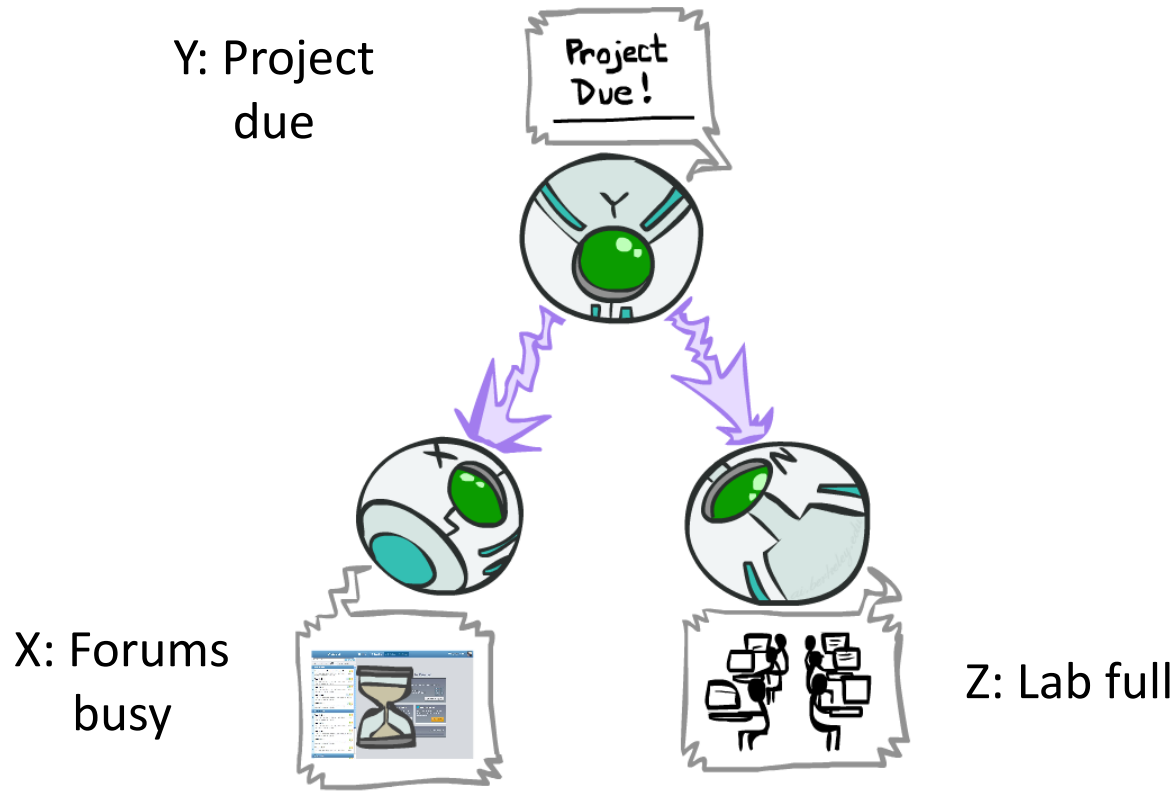 Y: Project
due
Project
Due!
Y
X
Z
X: Forums
busy
Z: Lab full